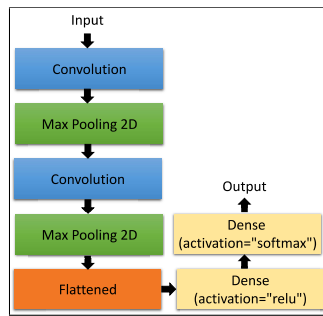 Input
Convolution
Max Pooling 2D
Convolution
Max Pooling 2D
Flattened
Output
Dense
(activation="softmax")
Dense
(activation="relu")